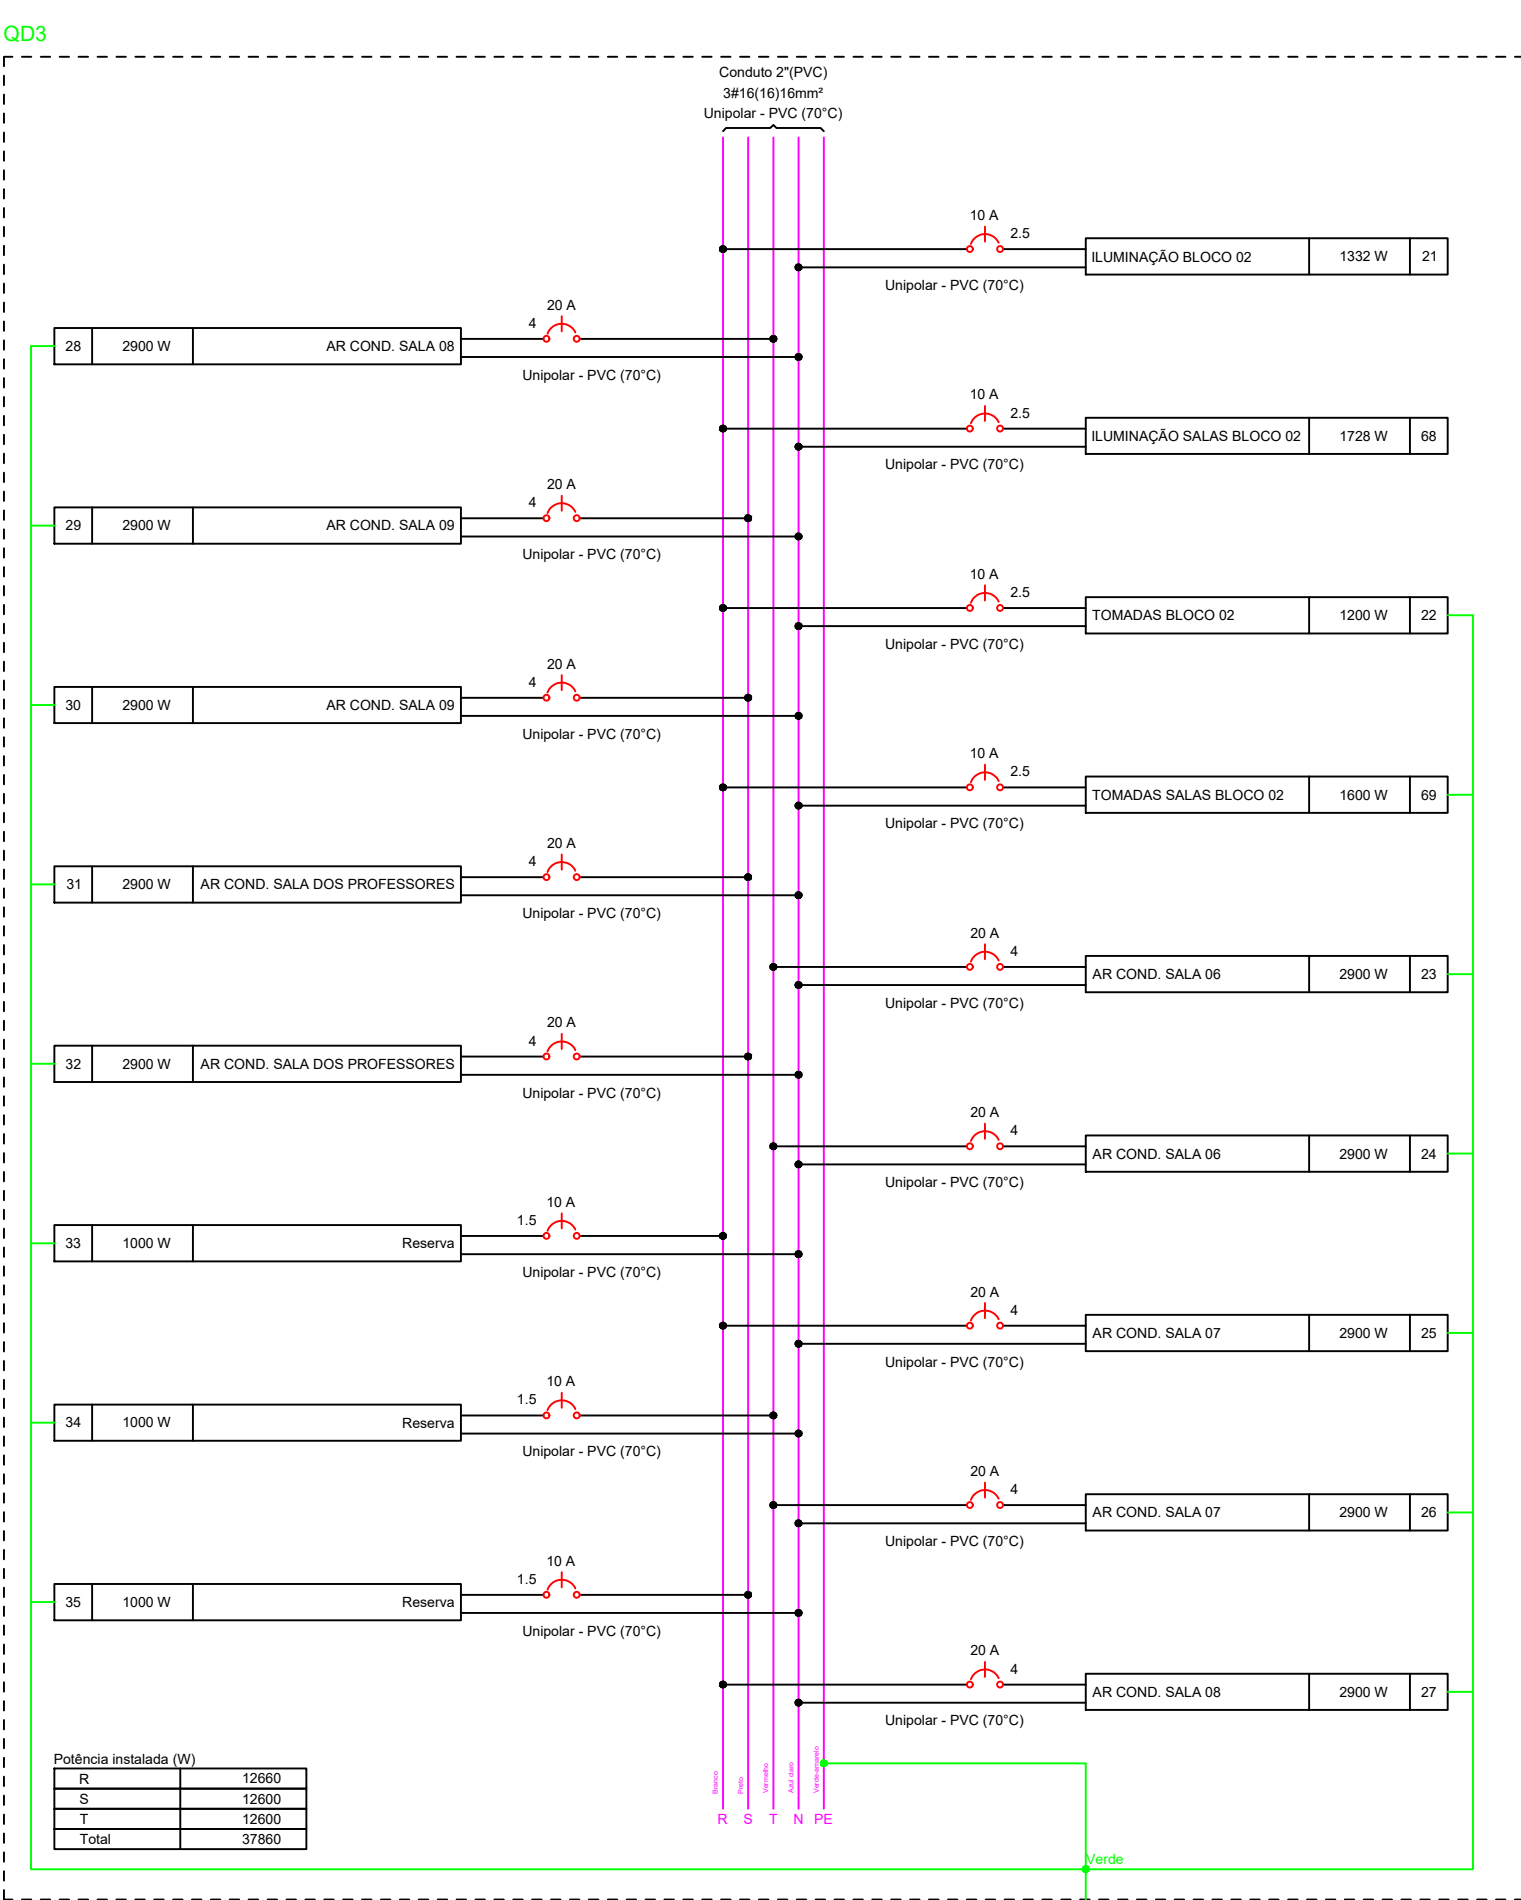 QD3
Conduto 2"(PVC)
3#16(16)16mm²
Unipolar - PVC (70°C)
10 A
2.5
ILUMINAÇÃO BLOCO 02 1332 W 21
Unipolar - PVC (70°C)
20 A
4
28 2900 W AR COND. SALA 08
Unipolar - PVC (70°C)
10 A
2.5
ILUMINAÇÃO SALAS BLOCO 02 1728 W 68
Unipolar - PVC (70°C)
20 A
4
29 2900 W AR COND. SALA 09
Unipolar - PVC (70°C)
10 A
2.5
TOMADAS BLOCO 02 1200 W 22
Unipolar - PVC (70°C)
20 A
4
30 2900 W AR COND. SALA 09
Unipolar - PVC (70°C)
10 A
2.5
TOMADAS SALAS BLOCO 02 1600 W 69
Unipolar - PVC (70°C)
20 A
4
31 2900 W AR COND. SALA DOS PROFESSORES
Unipolar - PVC (70°C)
20 A
4
AR COND. SALA 06 2900 W 23
Unipolar - PVC (70°C)
20 A
4
32 2900 W AR COND. SALA DOS PROFESSORES
Unipolar - PVC (70°C)
20 A
4
AR COND. SALA 06 2900 W 24
Unipolar - PVC (70°C)
10 A
1.5
33 1000 W Reserva
Unipolar - PVC (70°C)
20 A
4
AR COND. SALA 07 2900 W 25
Unipolar - PVC (70°C)
10 A
1.5
34 1000 W Reserva
Unipolar - PVC (70°C)
20 A
4
AR COND. SALA 07 2900 W 26
Unipolar - PVC (70°C)
10 A
1.5
35 1000 W Reserva
Unipolar - PVC (70°C)
20 A
4
AR COND. SALA 08 2900 W 27
Unipolar - PVC (70°C)
Potência instalada (W)
R 12660
S 12600
T 12600
Total 37860
Branco
Preto
Vermelho
Azul claro
Verde-amarelo
R S T N PE
Verde